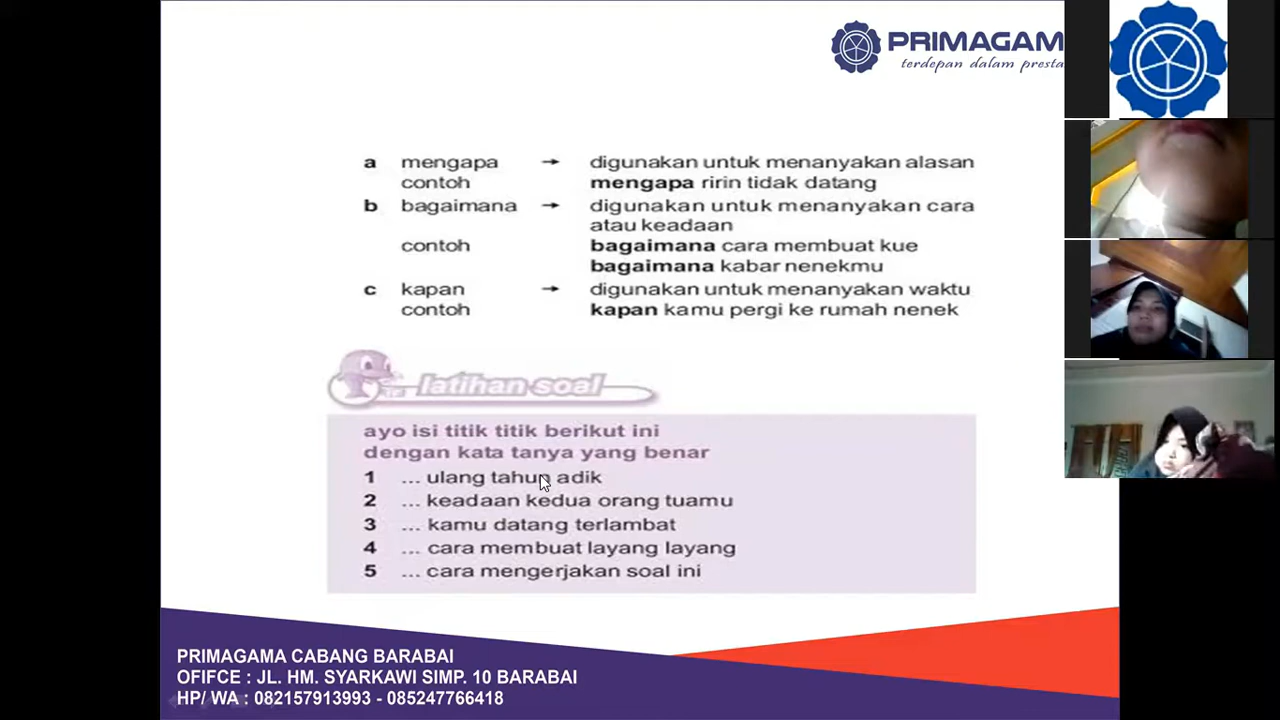 PRIMAGAM
terdepan dalam presta
a mengapa → digunakan untuk menanyakan alasan
contoh mengapa ririn tidak datang
b bagaimana → digunakan untuk menanyakan cara
atau keadaan
contoh bagaimana cara membuat kue
bagaimana kabar nenekmu
c kapan → digunakan untuk menanyakan waktu
contoh kapan kamu pergi ke rumah nenek
latihan soal
ayo isi titik titik berikut ini
dengan kata tanya yang benar
1 ... ulang tahun adik
2 ... keadaan kedua orang tuamu
3 ... kamu datang terlambat
4 ... cara membuat layang layang
5 ... cara mengerjakan soal ini
PRIMAGAMA CABANG BARABAI
OFIFCE : JL. HM. SYARKAWI SIMP. 10 BARABAI
HP/ WA : 082157913993 - 085247766418